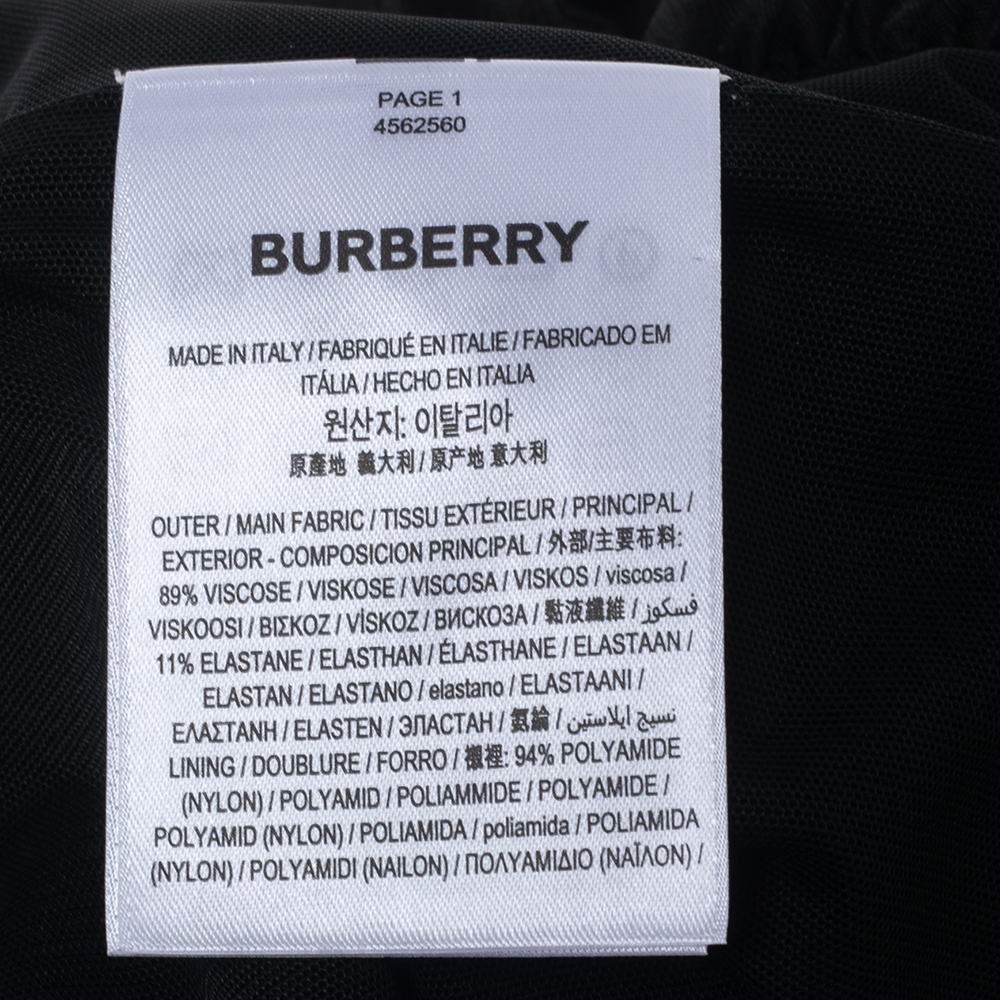 PAGE 1
4562560
BURBERRY
MADE IN ITALY / FABRIQUÉ EN ITALIE / FABRICADO EM
ITÁLIA / HECHO EN ITALIA
원산지: 이탈리아
原產地 義大利 / 原产地 意大利
OUTER / MAIN FABRIC / TISSU EXTÉRIEUR / PRINCIPAL /
EXTERIOR - COMPOSICION PRINCIPAL / 外部/主要布料:
89% VISCOSE / VISKOSE / VISCOSA / VISKOS / viscosa /
VISKOOSI / ΒΙΣΚΟΖ / VİSKOZ / ВИСКОЗА / 黏液纖維 / فسكوز
11% ELASTANE / ELASTHAN / ÉLASTHANE / ELASTAAN /
ELASTAN / ELASTANO / elastano / ELASTAANI /
ΕΛΑΣΤΑΝΗ / ELASTEN / ЭЛАСТАН / 氨綸 / نسيج ايلاستين
LINING / DOUBLURE / FORRO / 襯裡: 94% POLYAMIDE
(NYLON) / POLYAMID / POLIAMMIDE / POLYAMIDE /
POLYAMID (NYLON) / POLIAMIDA / poliamida / POLIAMIDA
(NYLON) / POLYAMIDI (NAILON) / ΠΟΛΥΑΜΙΔΙΟ (ΝΑΪΛΟΝ) /